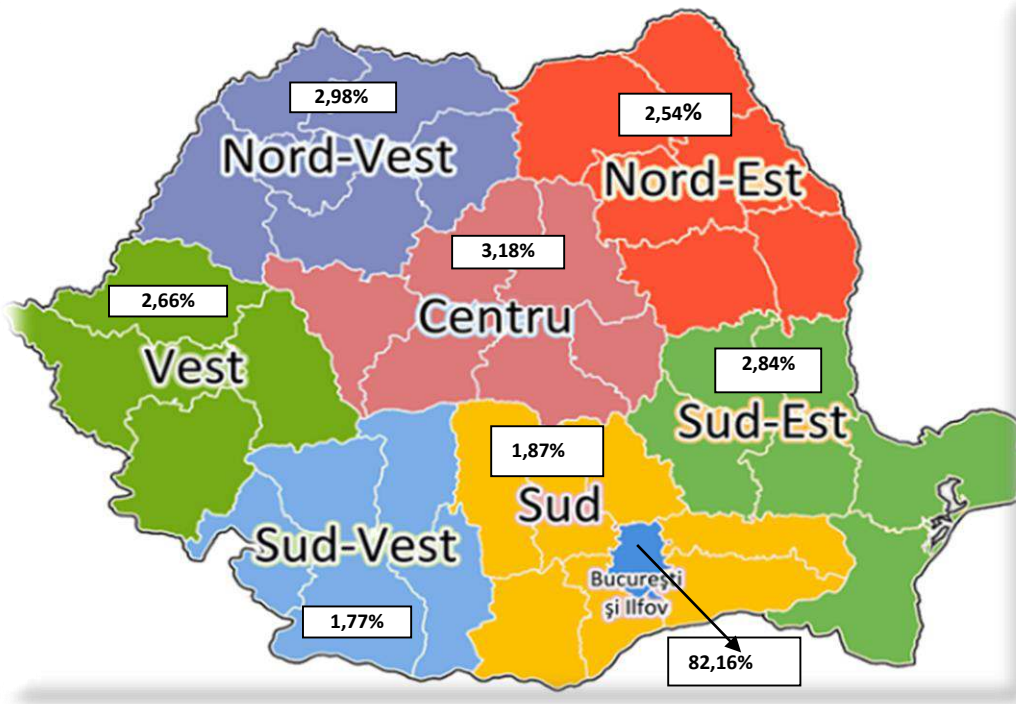 2,98%
Nord-Vest
2,54%
Nord-Est
3,18%
Centru
2,66%
Vest
2,84%
Sud-Est
1,87%
Sud
Sud-Vest
1,77%
București
și Ilfov
82,16%